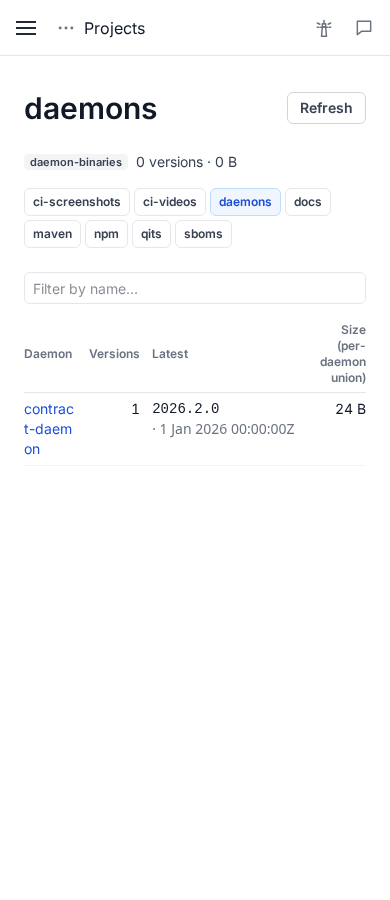 Projects
daemons
Refresh
daemon-binaries 0 versions · 0 B
ci-screenshots ci-videos daemons docs
maven npm qits sboms
Filter by name...
Daemon Versions Latest Size (per-daemon union)
contrac
t-daem
on
1
2026.2.0
· 1 Jan 2026 00:00:00Z
24 B